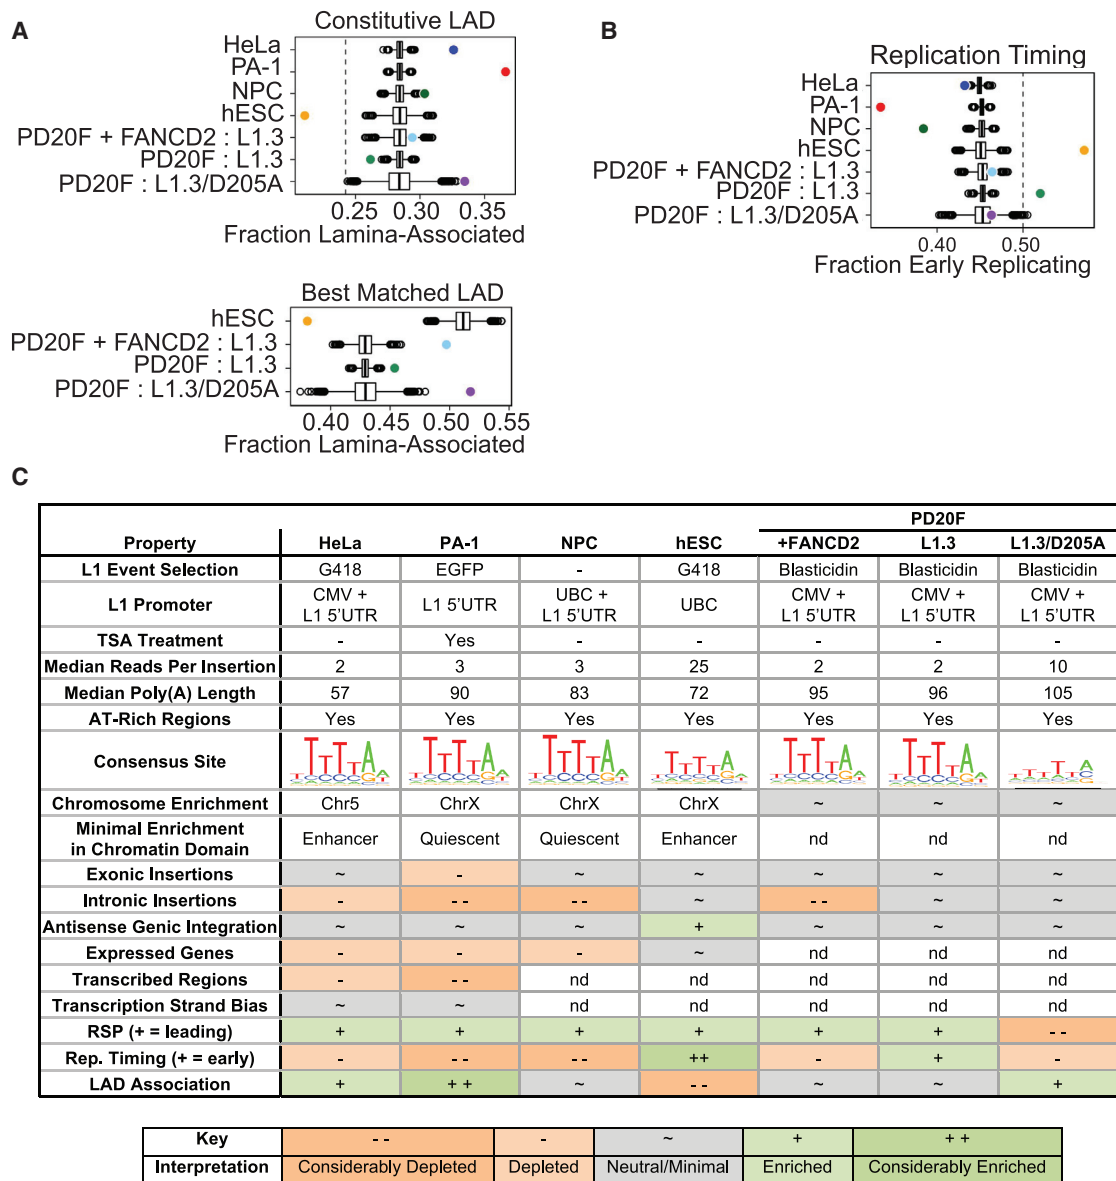 A
Constitutive LAD
HeLa
PA-1
NPC
hESC
PD20F + FANCD2 : L1.3
PD20F : L1.3
PD20F : L1.3/D205A
0.25 0.30 0.35
Fraction Lamina-Associated
Best Matched LAD
hESC
PD20F + FANCD2 : L1.3
PD20F : L1.3
PD20F : L1.3/D205A
0.40 0.45 0.50 0.55
Fraction Lamina-Associated
B
Replication Timing
HeLa
PA-1
NPC
hESC
PD20F + FANCD2 : L1.3
PD20F : L1.3
PD20F : L1.3/D205A
0.40 0.50
Fraction Early Replicating
C
PD20F
Property HeLa PA-1 NPC hESC +FANCD2 L1.3 L1.3/D205A
L1 Event Selection G418 EGFP - G418 Blasticidin Blasticidin Blasticidin
L1 Promoter CMV + L1 5'UTR L1 5'UTR UBC + L1 5'UTR UBC CMV + L1 5'UTR CMV + L1 5'UTR CMV + L1 5'UTR
TSA Treatment - Yes - - - - -
Median Reads Per Insertion 2 3 3 25 2 2 10
Median Poly(A) Length 57 90 83 72 95 96 105
AT-Rich Regions Yes Yes Yes Yes Yes Yes Yes
Consensus Site TTTTA TTTTA TTTTA TTTTA TTTTA TTTTA TTTTA
Chromosome Enrichment Chr5 ChrX ChrX ChrX ~ ~ ~
Minimal Enrichment in Chromatin Domain Enhancer Quiescent Quiescent Enhancer nd nd nd
Exonic Insertions ~ - ~ ~ ~ ~ ~
Intronic Insertions - - - - - ~ - - ~ ~
Antisense Genic Integration ~ ~ ~ + ~ ~ ~
Expressed Genes - - - ~ nd nd nd
Transcribed Regions - - - nd nd nd nd nd
Transcription Strand Bias ~ ~ nd nd nd nd nd
RSP (+ = leading) + + + + + + - -
Rep. Timing (+ = early) - - - - - ++ - + -
LAD Association + + + ~ - - ~ ~ +
Key - - - ~ + + +
Interpretation Considerably Depleted Depleted Neutral/Minimal Enriched Considerably Enriched